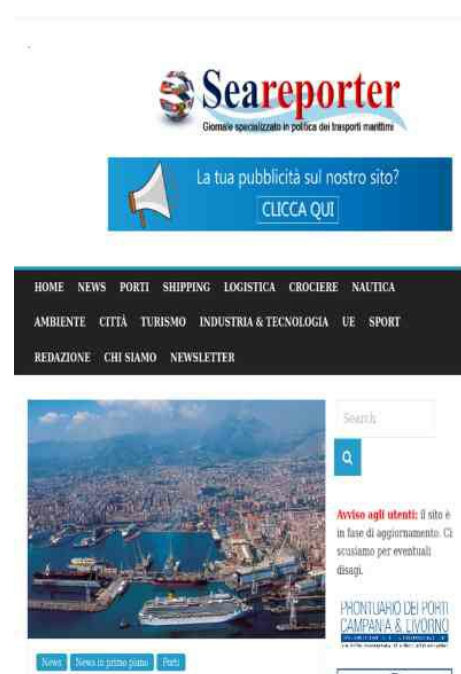 Seareporter
Giornale specializzato in politica dei trasporti marittimi
La tua pubblicità sul nostro sito?
CLICCA QUI
HOME NEWS PORTI SHIPPING LOGISTICA CROCIERE NAUTICA
AMBIENTE CITTÀ TURISMO INDUSTRIA & TECNOLOGIA UE SPORT
REDAZIONE CHI SIAMO NEWSLETTER
Search
Avviso agli utenti: il sito è
in fase di aggiornamento. Ci
scusiamo per eventuali
disagi.
PRONTUARIO DEI PORTI
CAMPANIA & LIVORNO
News News in primo piano Porti